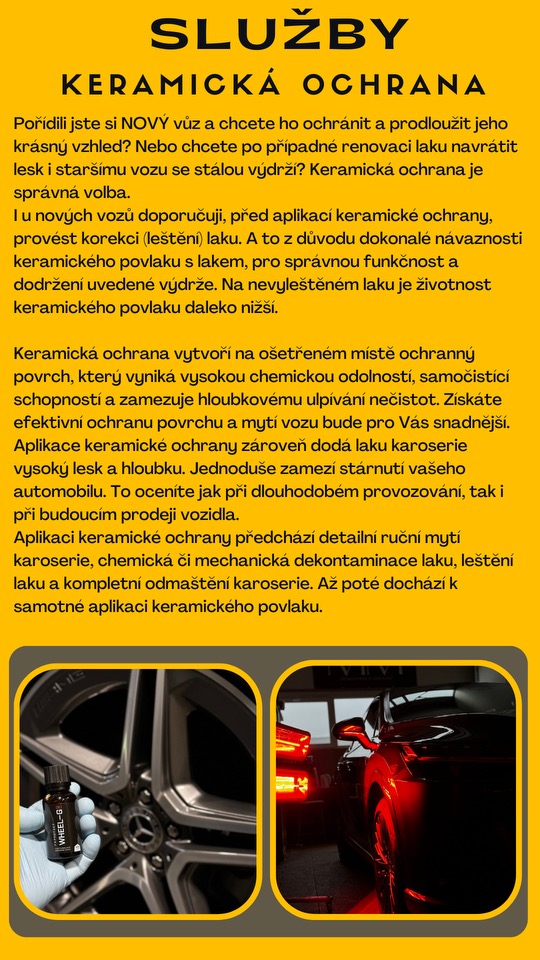 SLUŽBY
KERAMICKÁ OCHRANA
Pořídili jste si NOVÝ vůz a chcete ho ochránit a prodloužit jeho
krásný vzhled? Nebo chcete po případné renovaci laku navrátit
lesk i staršímu vozu se stálou výdrží? Keramická ochrana je
správná volba.
I u nových vozů doporučuji, před aplikací keramické ochrany,
provést korekci (leštění) laku. A to z důvodu dokonalé návaznosti
keramického povlaku s lakem, pro správnou funkčnost a
dodržení uvedené výdrže. Na nevyleštěném laku je životnost
keramického povlaku daleko nižší.
Keramická ochrana vytvoří na ošetřeném místě ochranný
povrch, který vyniká vysokou chemickou odolností, samočistící
schopností a zamezuje hloubkovému ulpívání nečistot. Získáte
efektivní ochranu povrchu a mytí vozu bude pro Vás snadnější.
Aplikace keramické ochrany zároveň dodá laku karoserie
vysoký lesk a hloubku. Jednoduše zamezí stárnutí vašeho
automobilu. To oceníte jak při dlouhodobém provozování, tak i
při budoucím prodeji vozidla.
Aplikaci keramické ochrany předchází detailní ruční mytí
karoserie, chemická či mechanická dekontaminace laku, leštění
laku a kompletní odmaštění karoserie. Až poté dochází k
samotné aplikaci keramického povlaku.
WHEEL-G